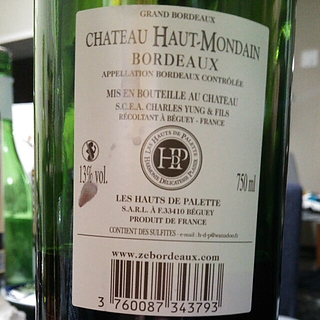 GRAND BORDEAUX
CHATEAU HAUT-MONDAIN
BORDEAUX
APPELLATION BORDEAUX CONTRÔLÉE
MIS EN BOUTEILLE AU CHATEAU
S.C.E.A. CHARLES YUNG & FILS
RÉCOLTANT À BÉGUEY - FRANCE
LES HAUTS DE PALETTE
HDP
13% vol.
750 ml
LES HAUTS DE PALETTE
S.A.R.L. À F.33410 BÉGUEY
PRODUIT DE FRANCE
CONTIENT DES SULFITES - e-mail :
www.zebordeaux.com
3 760087 343793